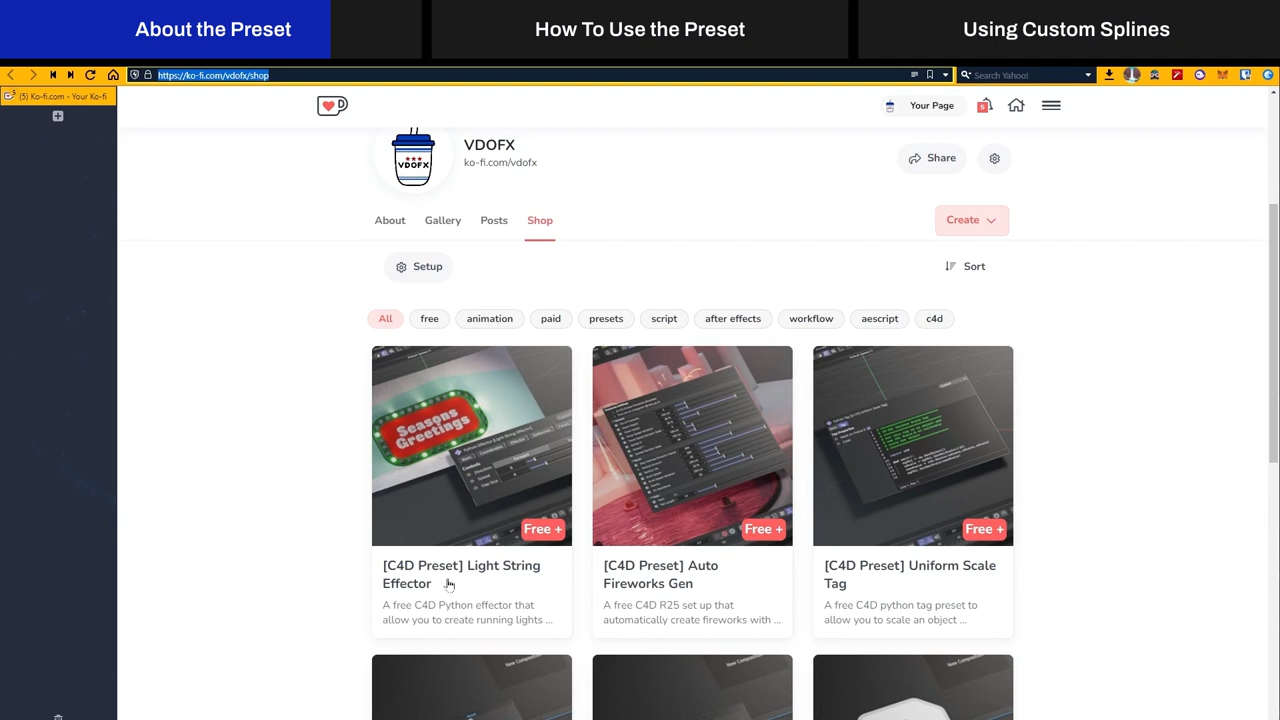 About the Preset
How To Use the Preset
Using Custom Splines
https://ko-fi.com/vdofx/shop
Search Yahoo!
(5) Ko-fi.com - Your Ko-fi
Your Page
5
VDOFX
VDOFX
ko-fi.com/vdofx
Share
About
Gallery
Posts
Shop
Create
Setup
Sort
All
free
animation
paid
presets
script
after effects
workflow
aescript
c4d
Seasons
Greetings
Free +
Free +
Free +
[C4D Preset] Light String
Effector
A free C4D Python effector that
allow you to create running lights ...
[C4D Preset] Auto
Fireworks Gen
A free C4D R25 set up that
automatically create fireworks with ...
[C4D Preset] Uniform Scale
Tag
A free C4D python tag preset to
allow you to scale an object ...